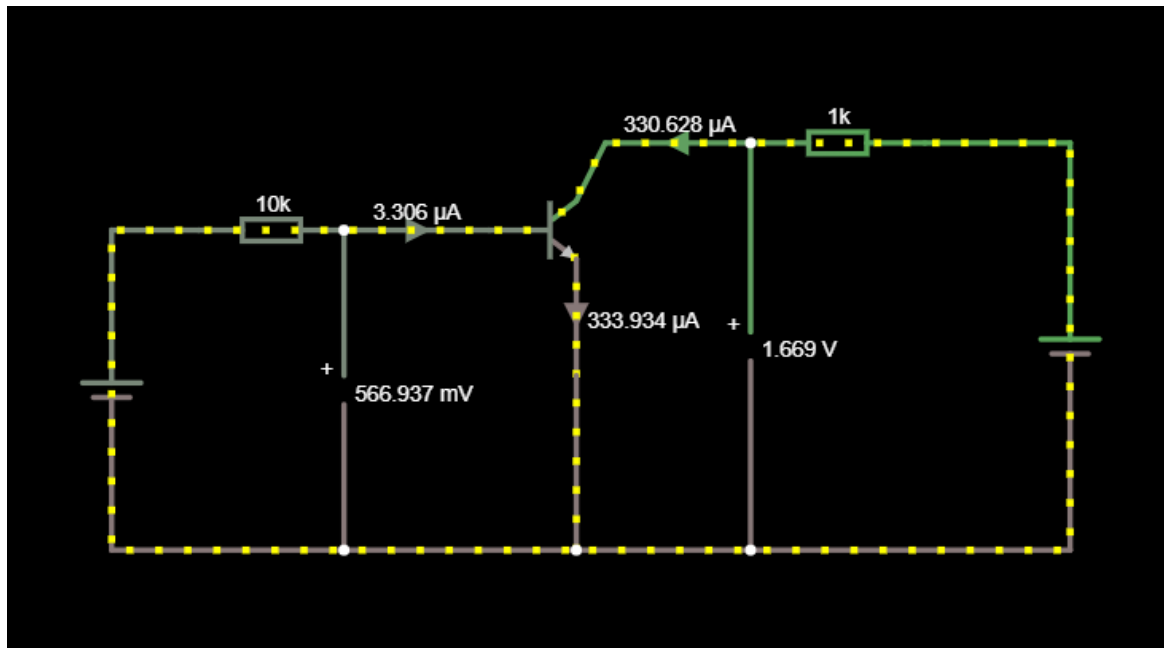 1k
330.628 µA
10k
3.306 µA
333.934 µA
+
1.669 V
+
566.937 mV